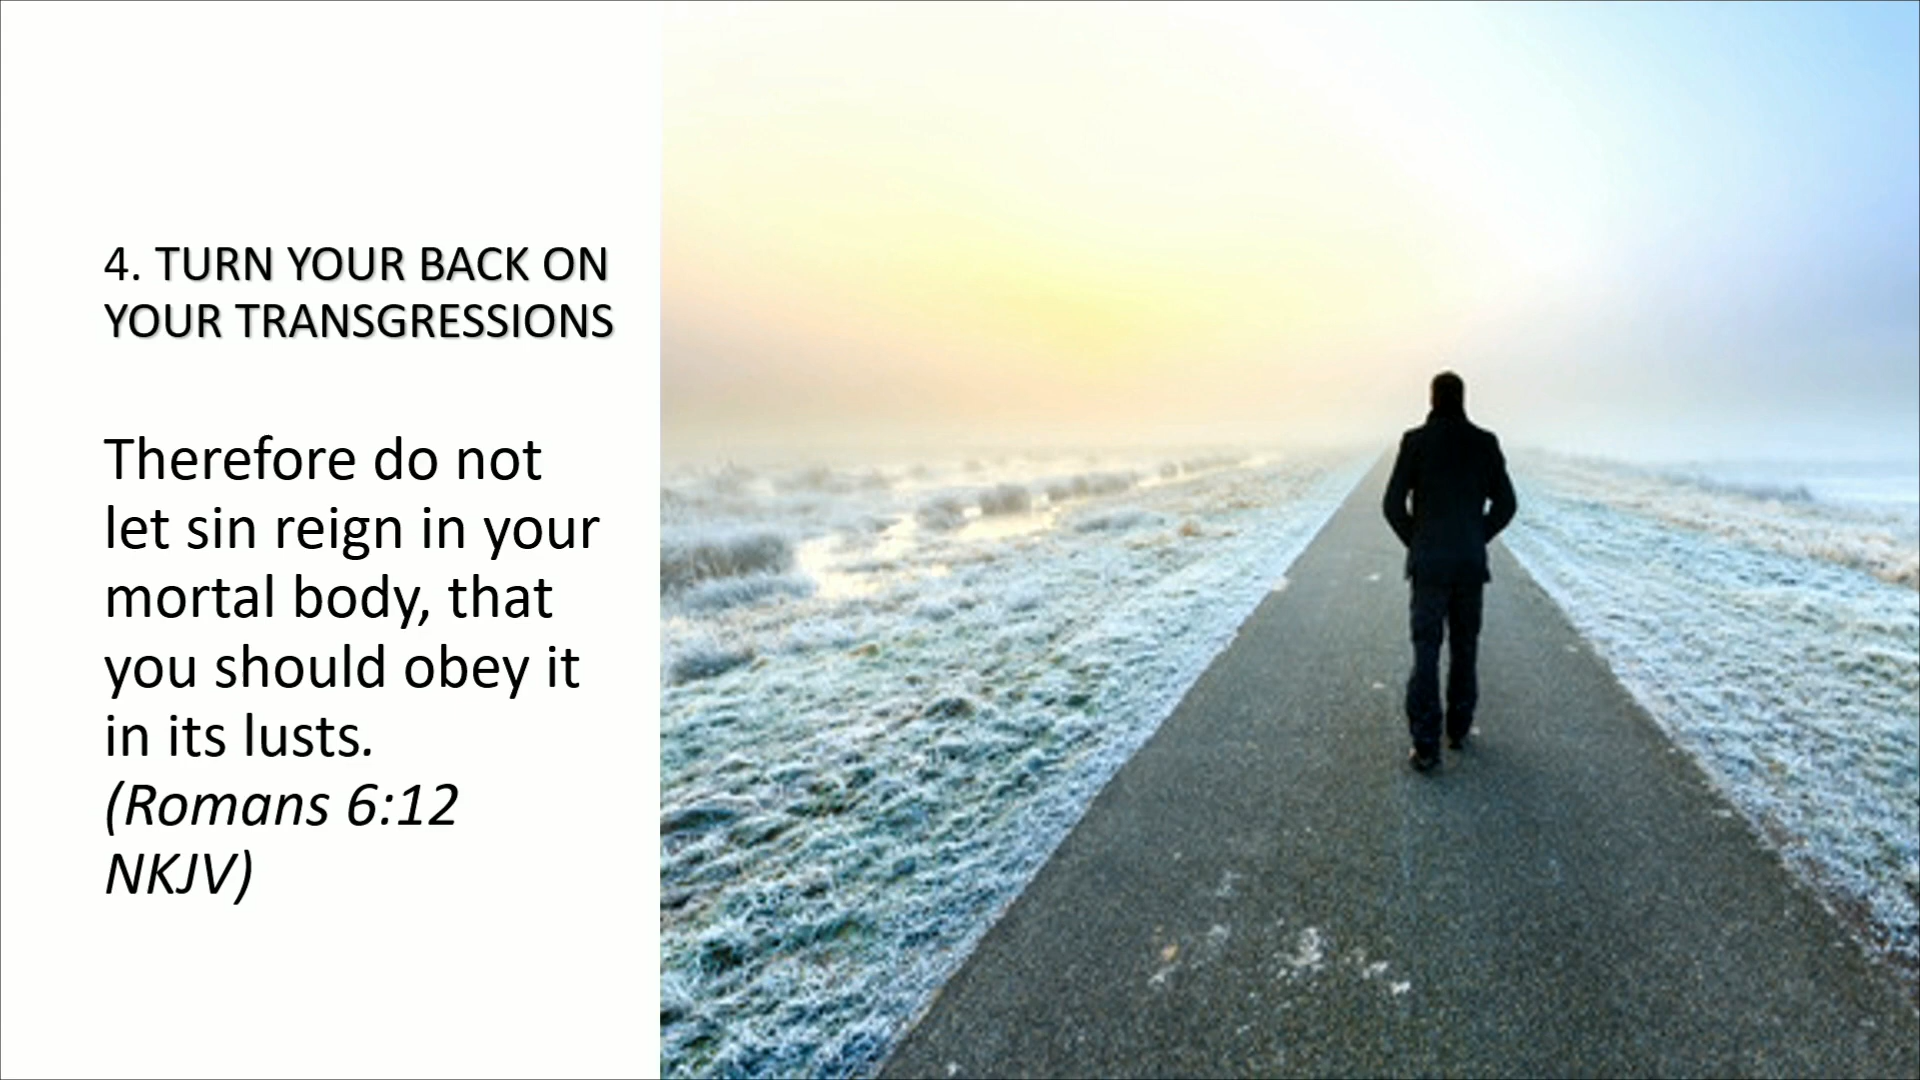 4. TURN YOUR BACK ON
YOUR TRANSGRESSIONS
Therefore do not
let sin reign in your
mortal body, that
you should obey it
in its lusts.
(Romans 6:12
NKJV)